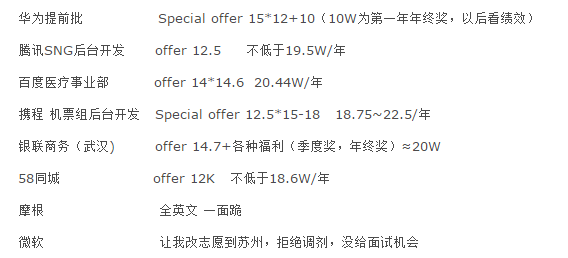 华为提前批 Special offer 15*12+10（10W为第一年年终奖，以后看绩效）
腾讯SNG后台开发 offer 12.5 不低于19.5W/年
百度医疗事业部 offer 14*14.6 20.44W/年
携程 机票组后台开发 Special offer 12.5*15-18 18.75~22.5/年
银联商务（武汉) offer 14.7+各种福利（季度奖，年终奖）≈20W
58同城 offer 12K 不低于18.6W/年
摩根 全英文 一面跪
微软 让我改志愿到苏州，拒绝调剂，没给面试机会